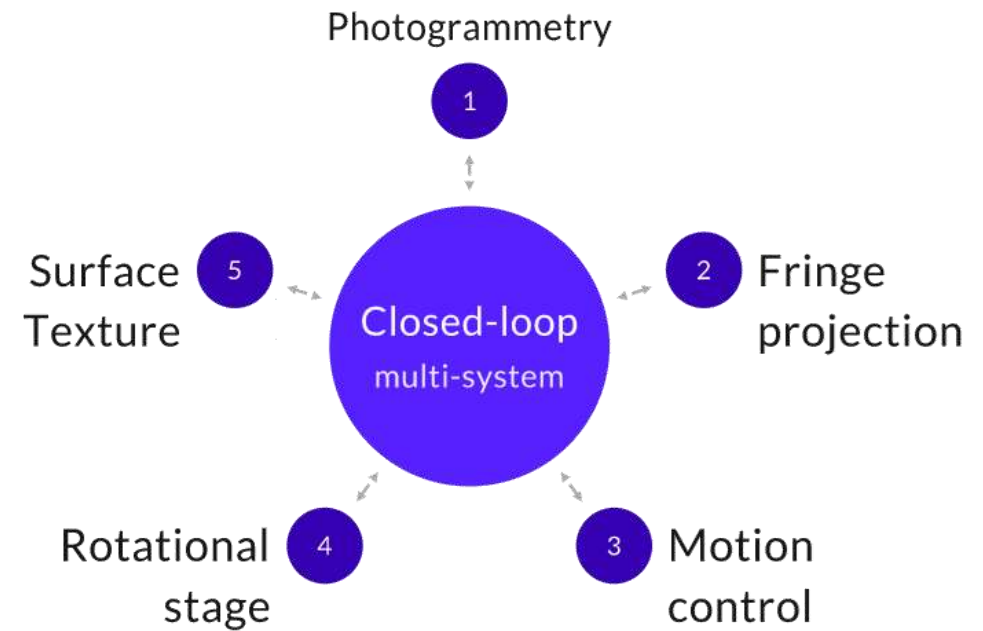 Photogrammetry
1
2
Fringe
projection
3
Motion
control
4
Rotational
stage
5
Surface
Texture
Closed-loop
multi-system